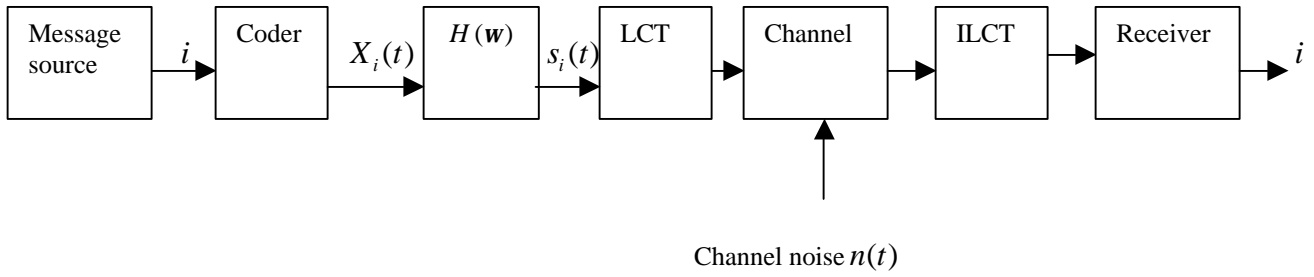 Message
source
i
Coder
X_i(t)
H(w)
s_i(t)
LCT
Channel
ILCT
Receiver
i
Channel noise n(t)